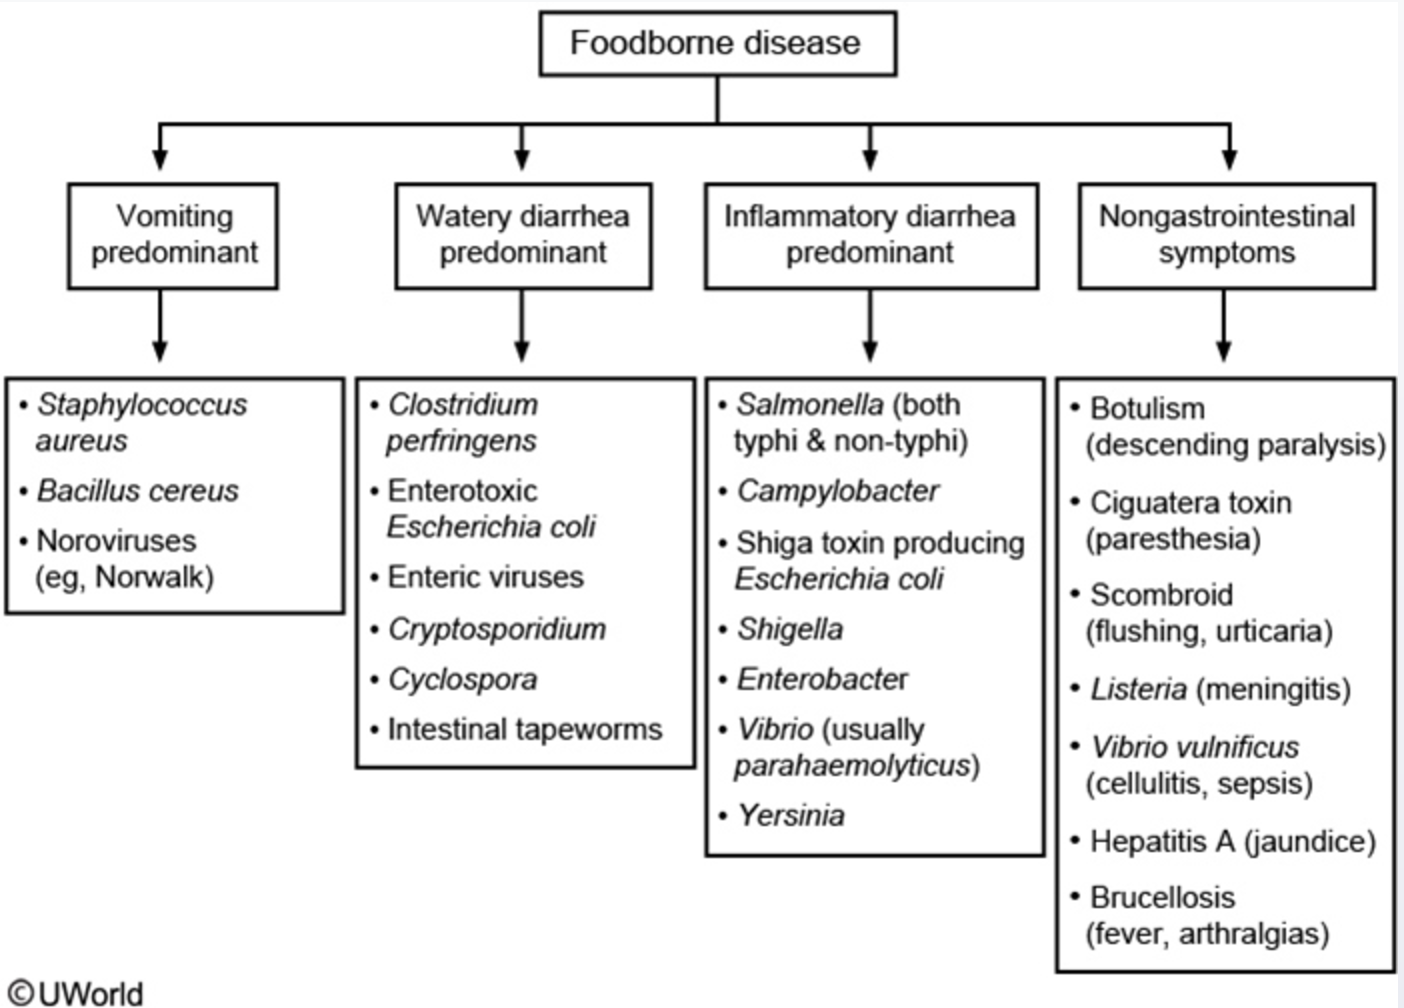 Foodborne disease
Vomiting
predominant
Watery diarrhea
predominant
Inflammatory diarrhea
predominant
Nongastrointestinal
symptoms
• Staphylococcus
aureus
• Bacillus cereus
• Noroviruses
(eg, Norwalk)
• Clostridium
perfringens
• Enterotoxic
Escherichia coli
• Enteric viruses
• Cryptosporidium
• Cyclospora
• Intestinal tapeworms
• Salmonella (both
typhi & non-typhi)
• Campylobacter
• Shiga toxin producing
Escherichia coli
• Shigella
• Enterobacter
• Vibrio (usually
parahaemolyticus)
• Yersinia
• Botulism
(descending paralysis)
• Ciguatera toxin
(paresthesia)
• Scombroid
(flushing, urticaria)
• Listeria (meningitis)
• Vibrio vulnificus
(cellulitis, sepsis)
• Hepatitis A (jaundice)
• Brucellosis
(fever, arthralgias)
©UWorld